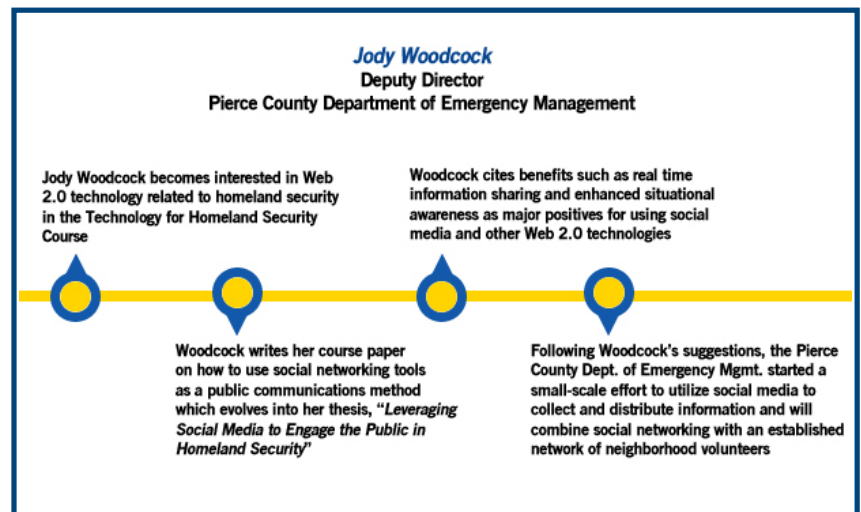 Jody Woodcock
Deputy Director
Pierce County Department of Emergency Management
Jody Woodcock becomes interested in Web
2.0 technology related to homeland security
in the Technology for Homeland Security
Course
Woodcock writes her course paper
on how to use social networking tools
as a public communications method
which evolves into her thesis, “Leveraging
Social Media to Engage the Public in
Homeland Security”
Woodcock cites benefits such as real time
information sharing and enhanced situational
awareness as major positives for using social
media and other Web 2.0 technologies
Following Woodcock’s suggestions, the Pierce
County Dept. of Emergency Mgmt. started a
small-scale effort to utilize social media to
collect and distribute information and will
combine social networking with an established
network of neighborhood volunteers